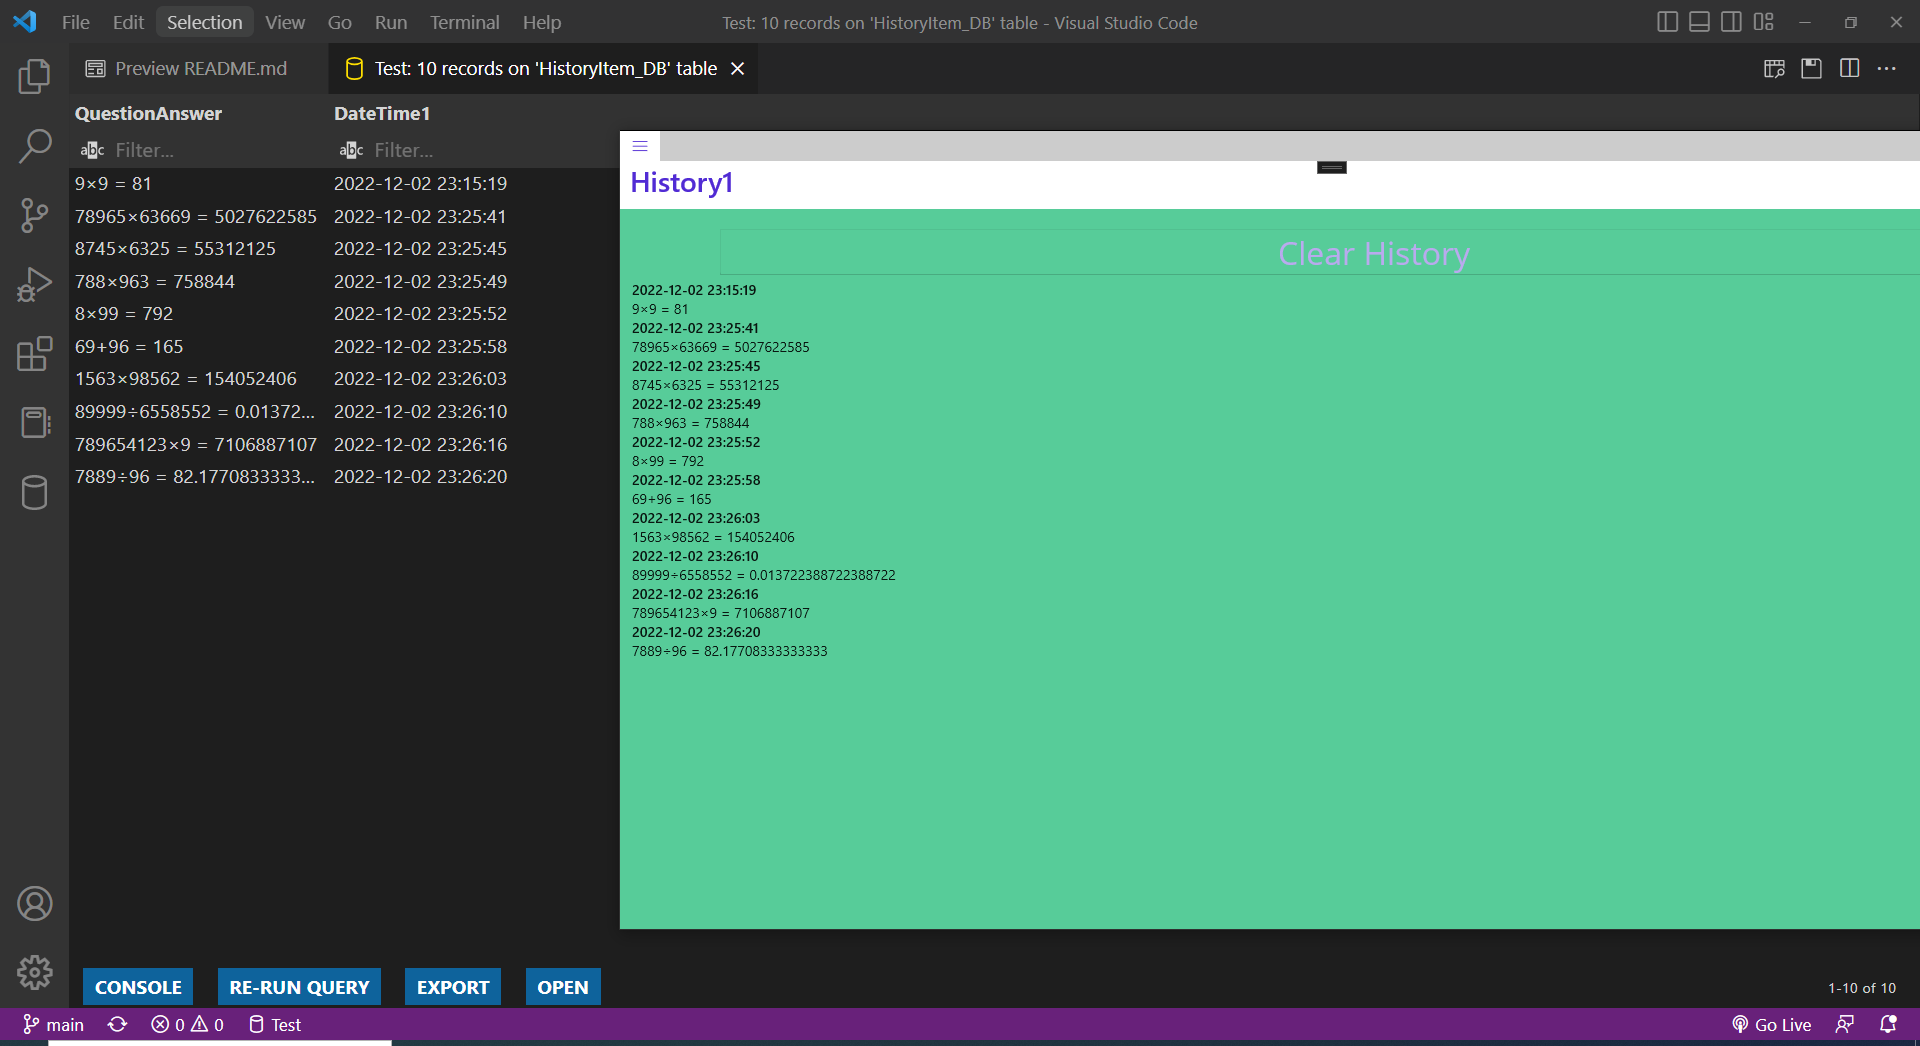 File Edit Selection View Go Run Terminal Help
Test: 10 records on 'HistoryItem_DB' table - Visual Studio Code
Preview README.md
Test: 10 records on 'HistoryItem_DB' table
QuestionAnswer DateTime1
abc Filter... abc Filter...
9×9 = 81 2022-12-02 23:15:19
78965×63669 = 5027622585 2022-12-02 23:25:41
8745×6325 = 55312125 2022-12-02 23:25:45
788×963 = 758844 2022-12-02 23:25:49
8×99 = 792 2022-12-02 23:25:52
69+96 = 165 2022-12-02 23:25:58
1563×98562 = 154052406 2022-12-02 23:26:03
89999÷6558552 = 0.01372... 2022-12-02 23:26:10
789654123×9 = 7106887107 2022-12-02 23:26:16
7889÷96 = 82.1770833333... 2022-12-02 23:26:20
History1
Clear History
2022-12-02 23:15:19
9×9 = 81
2022-12-02 23:25:41
78965×63669 = 5027622585
2022-12-02 23:25:45
8745×6325 = 55312125
2022-12-02 23:25:49
788×963 = 758844
2022-12-02 23:25:52
8×99 = 792
2022-12-02 23:25:58
69+96 = 165
2022-12-02 23:26:03
1563×98562 = 154052406
2022-12-02 23:26:10
89999÷6558552 = 0.013722388722388722
2022-12-02 23:26:16
789654123×9 = 7106887107
2022-12-02 23:26:20
7889÷96 = 82.17708333333333
CONSOLE RE-RUN QUERY EXPORT OPEN
1-10 of 10
main 0 0 Test
Go Live